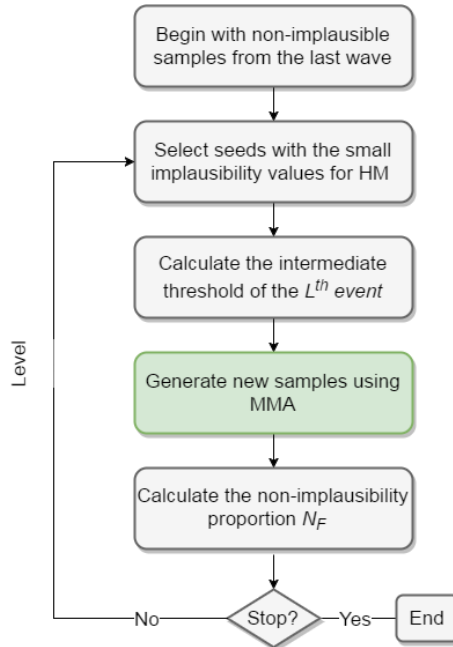 Begin with non-implausible
samples from the last wave
Select seeds with the small
implausibility values for HM
Calculate the intermediate
threshold of the L^th event
Level
Generate new samples using
MMA
Calculate the non-implausibility
proportion N_F
No
Stop?
Yes
End